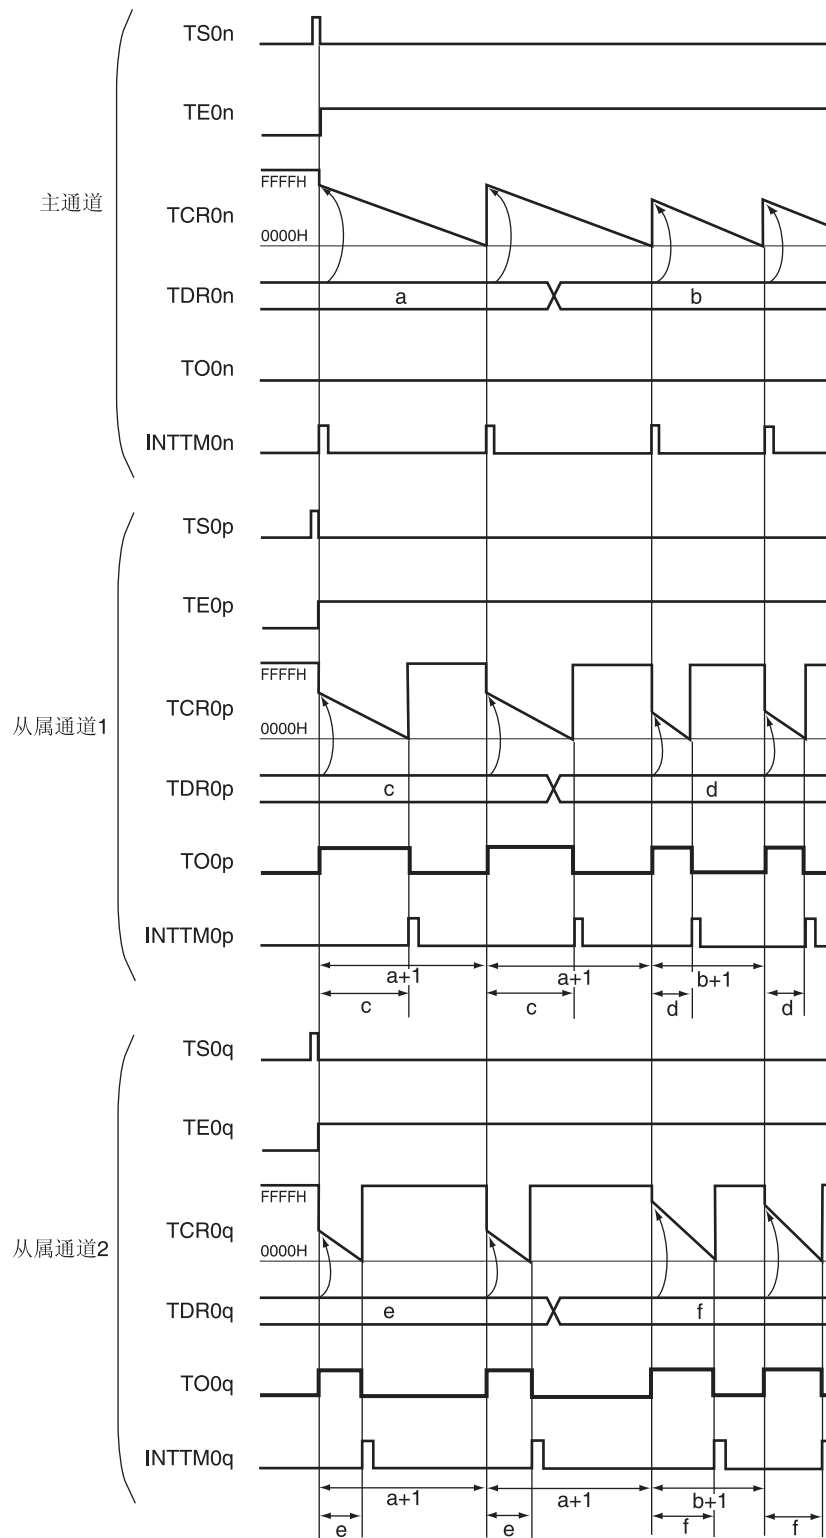 TS0n
TE0n
主通道
FFFFH
TCR0n
0000H
TDR0n
a
b
TO0n
INTTM0n
TS0p
TE0p
FFFFH
TCR0p
从属通道1
0000H
TDR0p
c
d
TO0p
INTTM0p
a+1
a+1
b+1
c
c
d
d
TS0q
TE0q
FFFFH
TCR0q
从属通道2
0000H
TDR0q
e
f
TO0q
INTTM0q
a+1
a+1
b+1
e
e
f
f